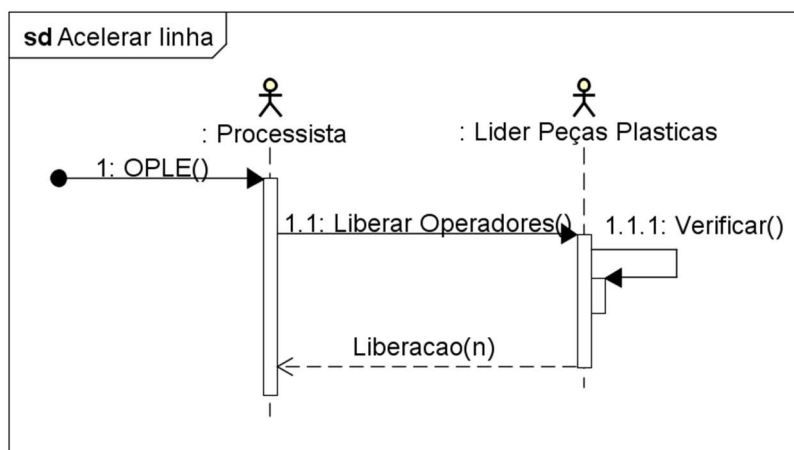 sd Acelerar linha
: Processista
: Lider Peças Plasticas
1: OPLE()
1.1: Liberar Operadores()
1.1.1: Verificar()
Liberacao(n)